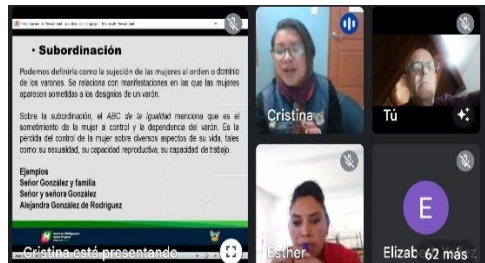 • Subordinación
Podemos definirla como la sujeción de las mujeres al orden o dominio
de los varones. Se relaciona con manifestaciones en las que las mujeres
aparecen sometidas a los designios de un varón.
Sobre la subordinación, el ABC de la igualdad menciona que es el
sometimiento de la mujer al control y la dependencia del varón. Es la
pérdida del control de la mujer sobre diversos aspectos de su vida, tales
como su sexualidad, su capacidad reproductiva, su capacidad de trabajo.
Ejemplos
Señor González y familia
Señor y señora González
Alejandra González de Rodríguez
Cristina está presentando
Cristina
Tú
Esther
E
Elizab
62 más